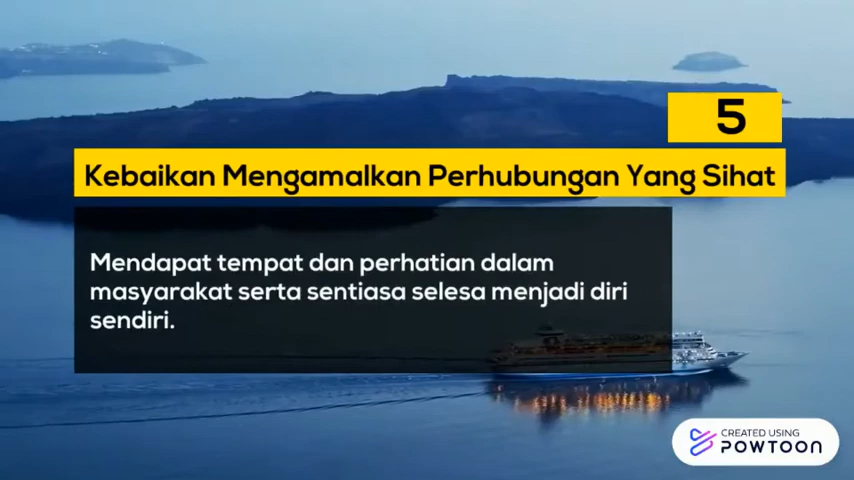 5
Kebaikan Mengamalkan Perhubungan Yang Sihat
Mendapat tempat dan perhatian dalam
masyarakat serta sentiasa selesa menjadi diri
sendiri.
CREATED USING
POWTOON